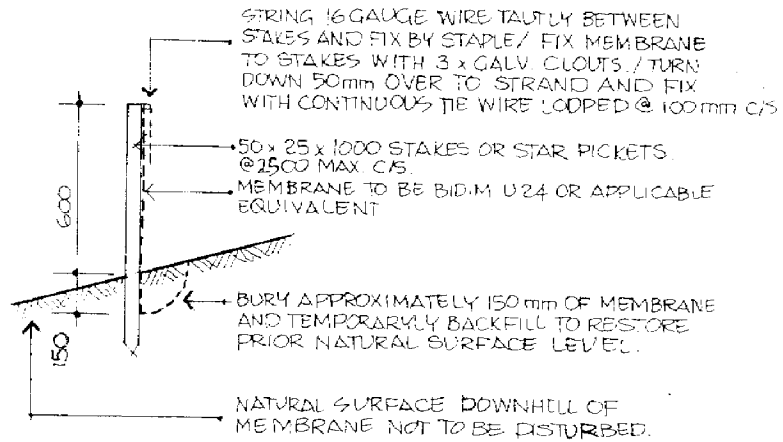 STRING 16 GAUGE WIRE TAUTLY BETWEEN
STAKES AND FIX BY STAPLE/ FIX MEMBRANE
TO STAKES WITH 3 x GALV. CLOUTS./TURN
DOWN 50mm OVER TO STRAND AND FIX
WITH CONTINUOUS TIE WIRE LOOPED @ 100mm C/S
50 x 25 x 1000 STAKES OR STAR PICKETS
@2500 MAX. C/S.
MEMBRANE TO BE BIDIM U24 OR APPLICABLE
EQUIVALENT
600
BURY APPROXIMATELY 150 mm OF MEMBRANE
AND TEMPORARYLY BACKFILL TO RESTORE
PRIOR NATURAL SURFACE LEVEL.
150
NATURAL SURFACE DOWNHILL OF
MEMBRANE NOT TO BE DISTURBED.